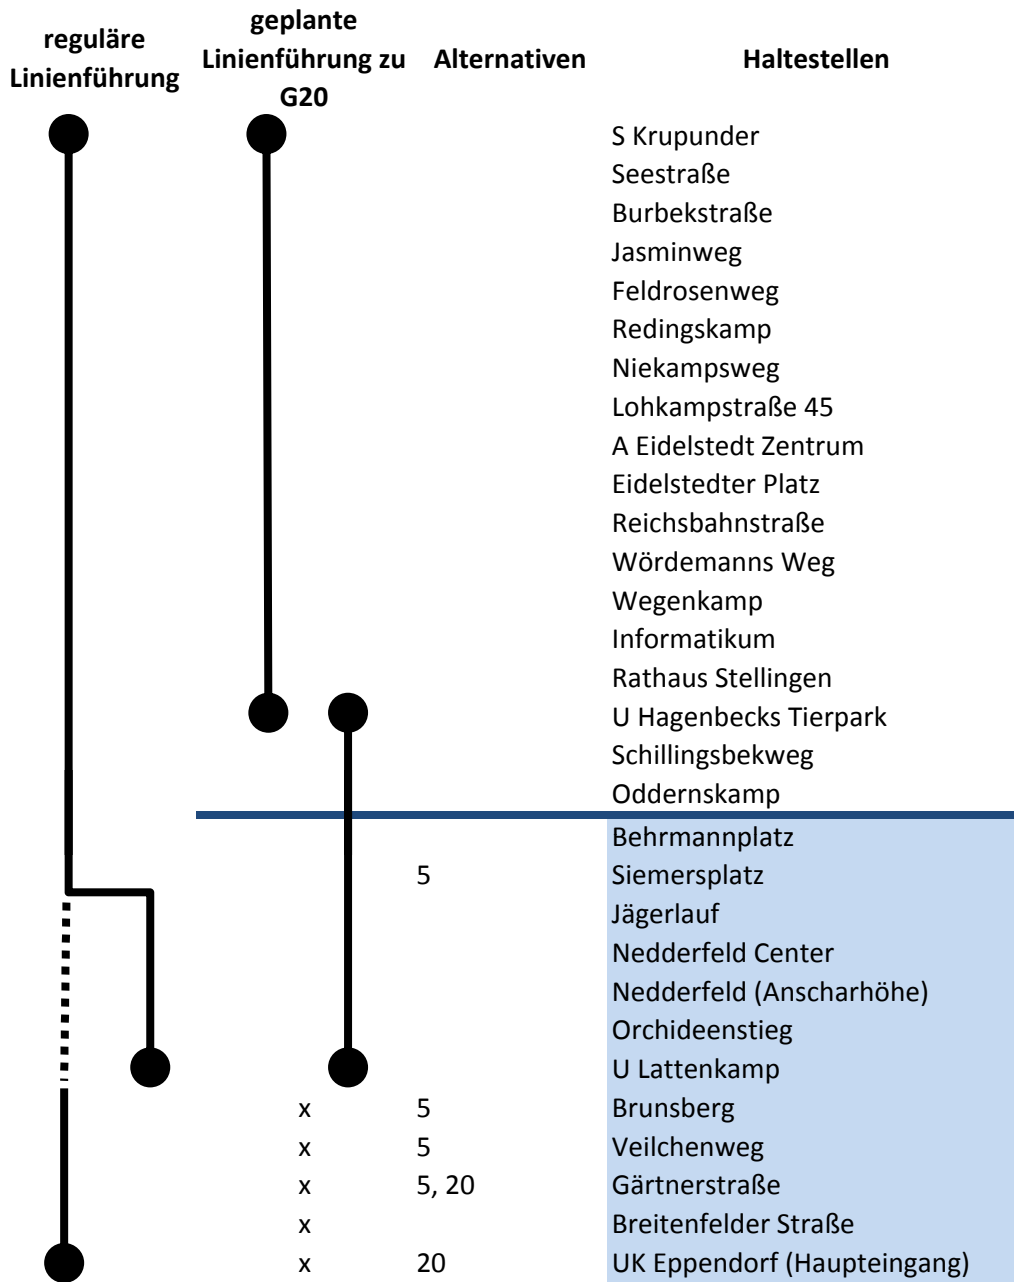 reguläre
Linienführung
geplante
Linienführung zu
G20
Alternativen
Haltestellen
S Krupunder
Seestraße
Burbekstraße
Jasminweg
Feldrosenweg
Redingskamp
Niekampsweg
Lohkampstraße 45
A Eidelstedt Zentrum
Eidelstedter Platz
Reichsbahnstraße
Wördemanns Weg
Wegenkamp
Informatikum
Rathaus Stellingen
U Hagenbecks Tierpark
Schillingsbekweg
Oddernskamp
Behrmannplatz
5 Siemersplatz
Jägerlauf
Nedderfeld Center
Nedderfeld (Anscharhöhe)
Orchideenstieg
U Lattenkamp
x 5 Brunsberg
x 5 Veilchenweg
x 5, 20 Gärtnerstraße
x Breitenfelder Straße
x 20 UK Eppendorf (Haupteingang)